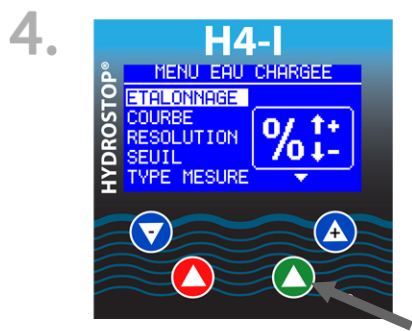 4.
H4-I
HYDROSTOP®
MENU EAU CHARGEE
ETALONNAGE
COURBE
RESOLUTION
SEUIL
TYPE MESURE
% + -
- +